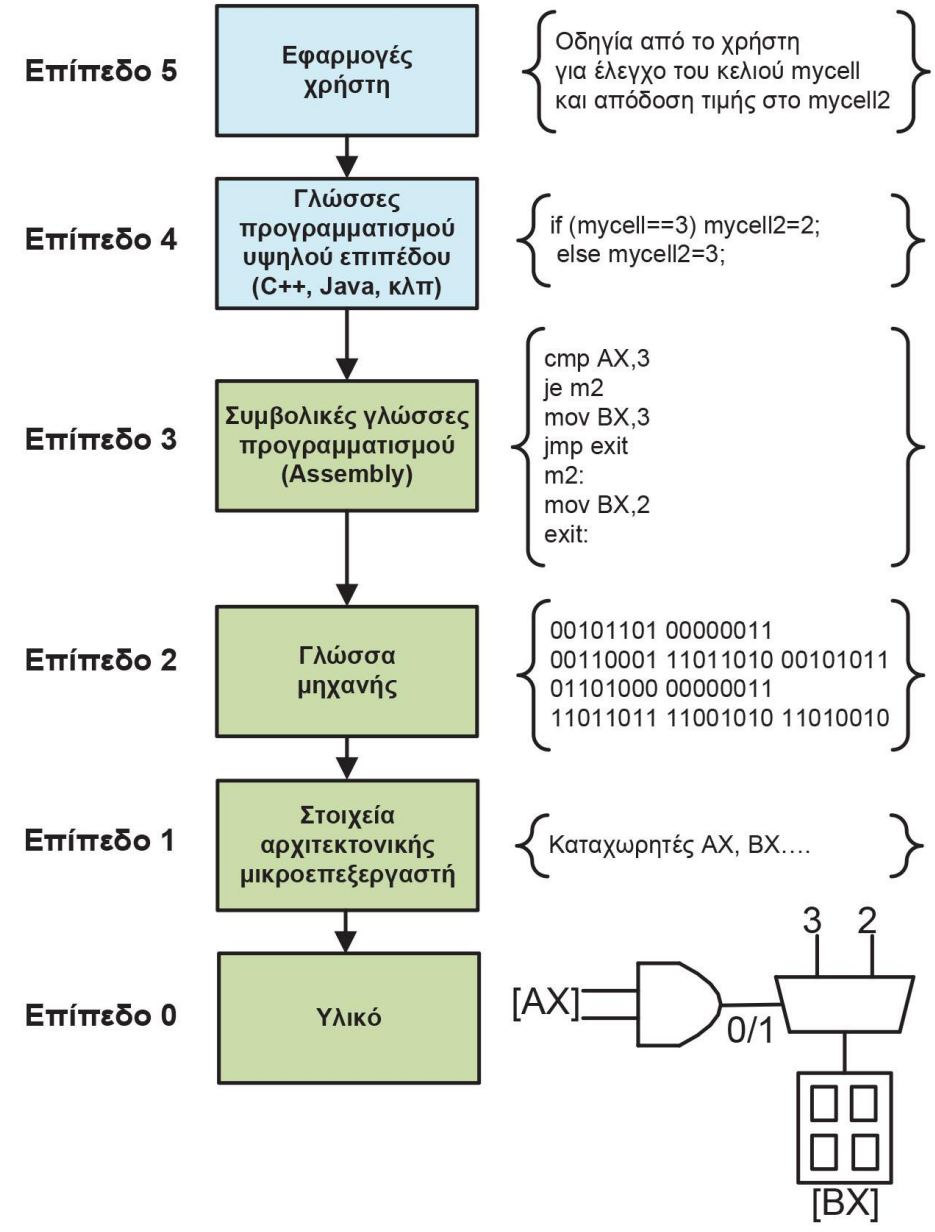 Επίπεδο 5
Εφαρμογές
χρήστη
Οδηγία από το χρήστη
για έλεγχο του κελιού mycell
και απόδοση τιμής στο mycell2
Επίπεδο 4
Γλώσσες
προγραμματισμού
υψηλού επιπέδου
(C++, Java, κλπ)
if (mycell==3) mycell2=2;
else mycell2=3;
Επίπεδο 3
Συμβολικές γλώσσες
προγραμματισμού
(Assembly)
cmp AX,3
je m2
mov BX,3
jmp exit
m2:
mov BX,2
exit:
Επίπεδο 2
Γλώσσα
μηχανής
00101101 00000011
00110001 11011010 00101011
01101000 00000011
11011011 11001010 11010010
Επίπεδο 1
Στοιχεία
αρχιτεκτονικής
μικροεπεξεργαστή
Καταχωρητές AX, BX….
Επίπεδο 0
Υλικό
3 2
[AX]
0/1
[BX]